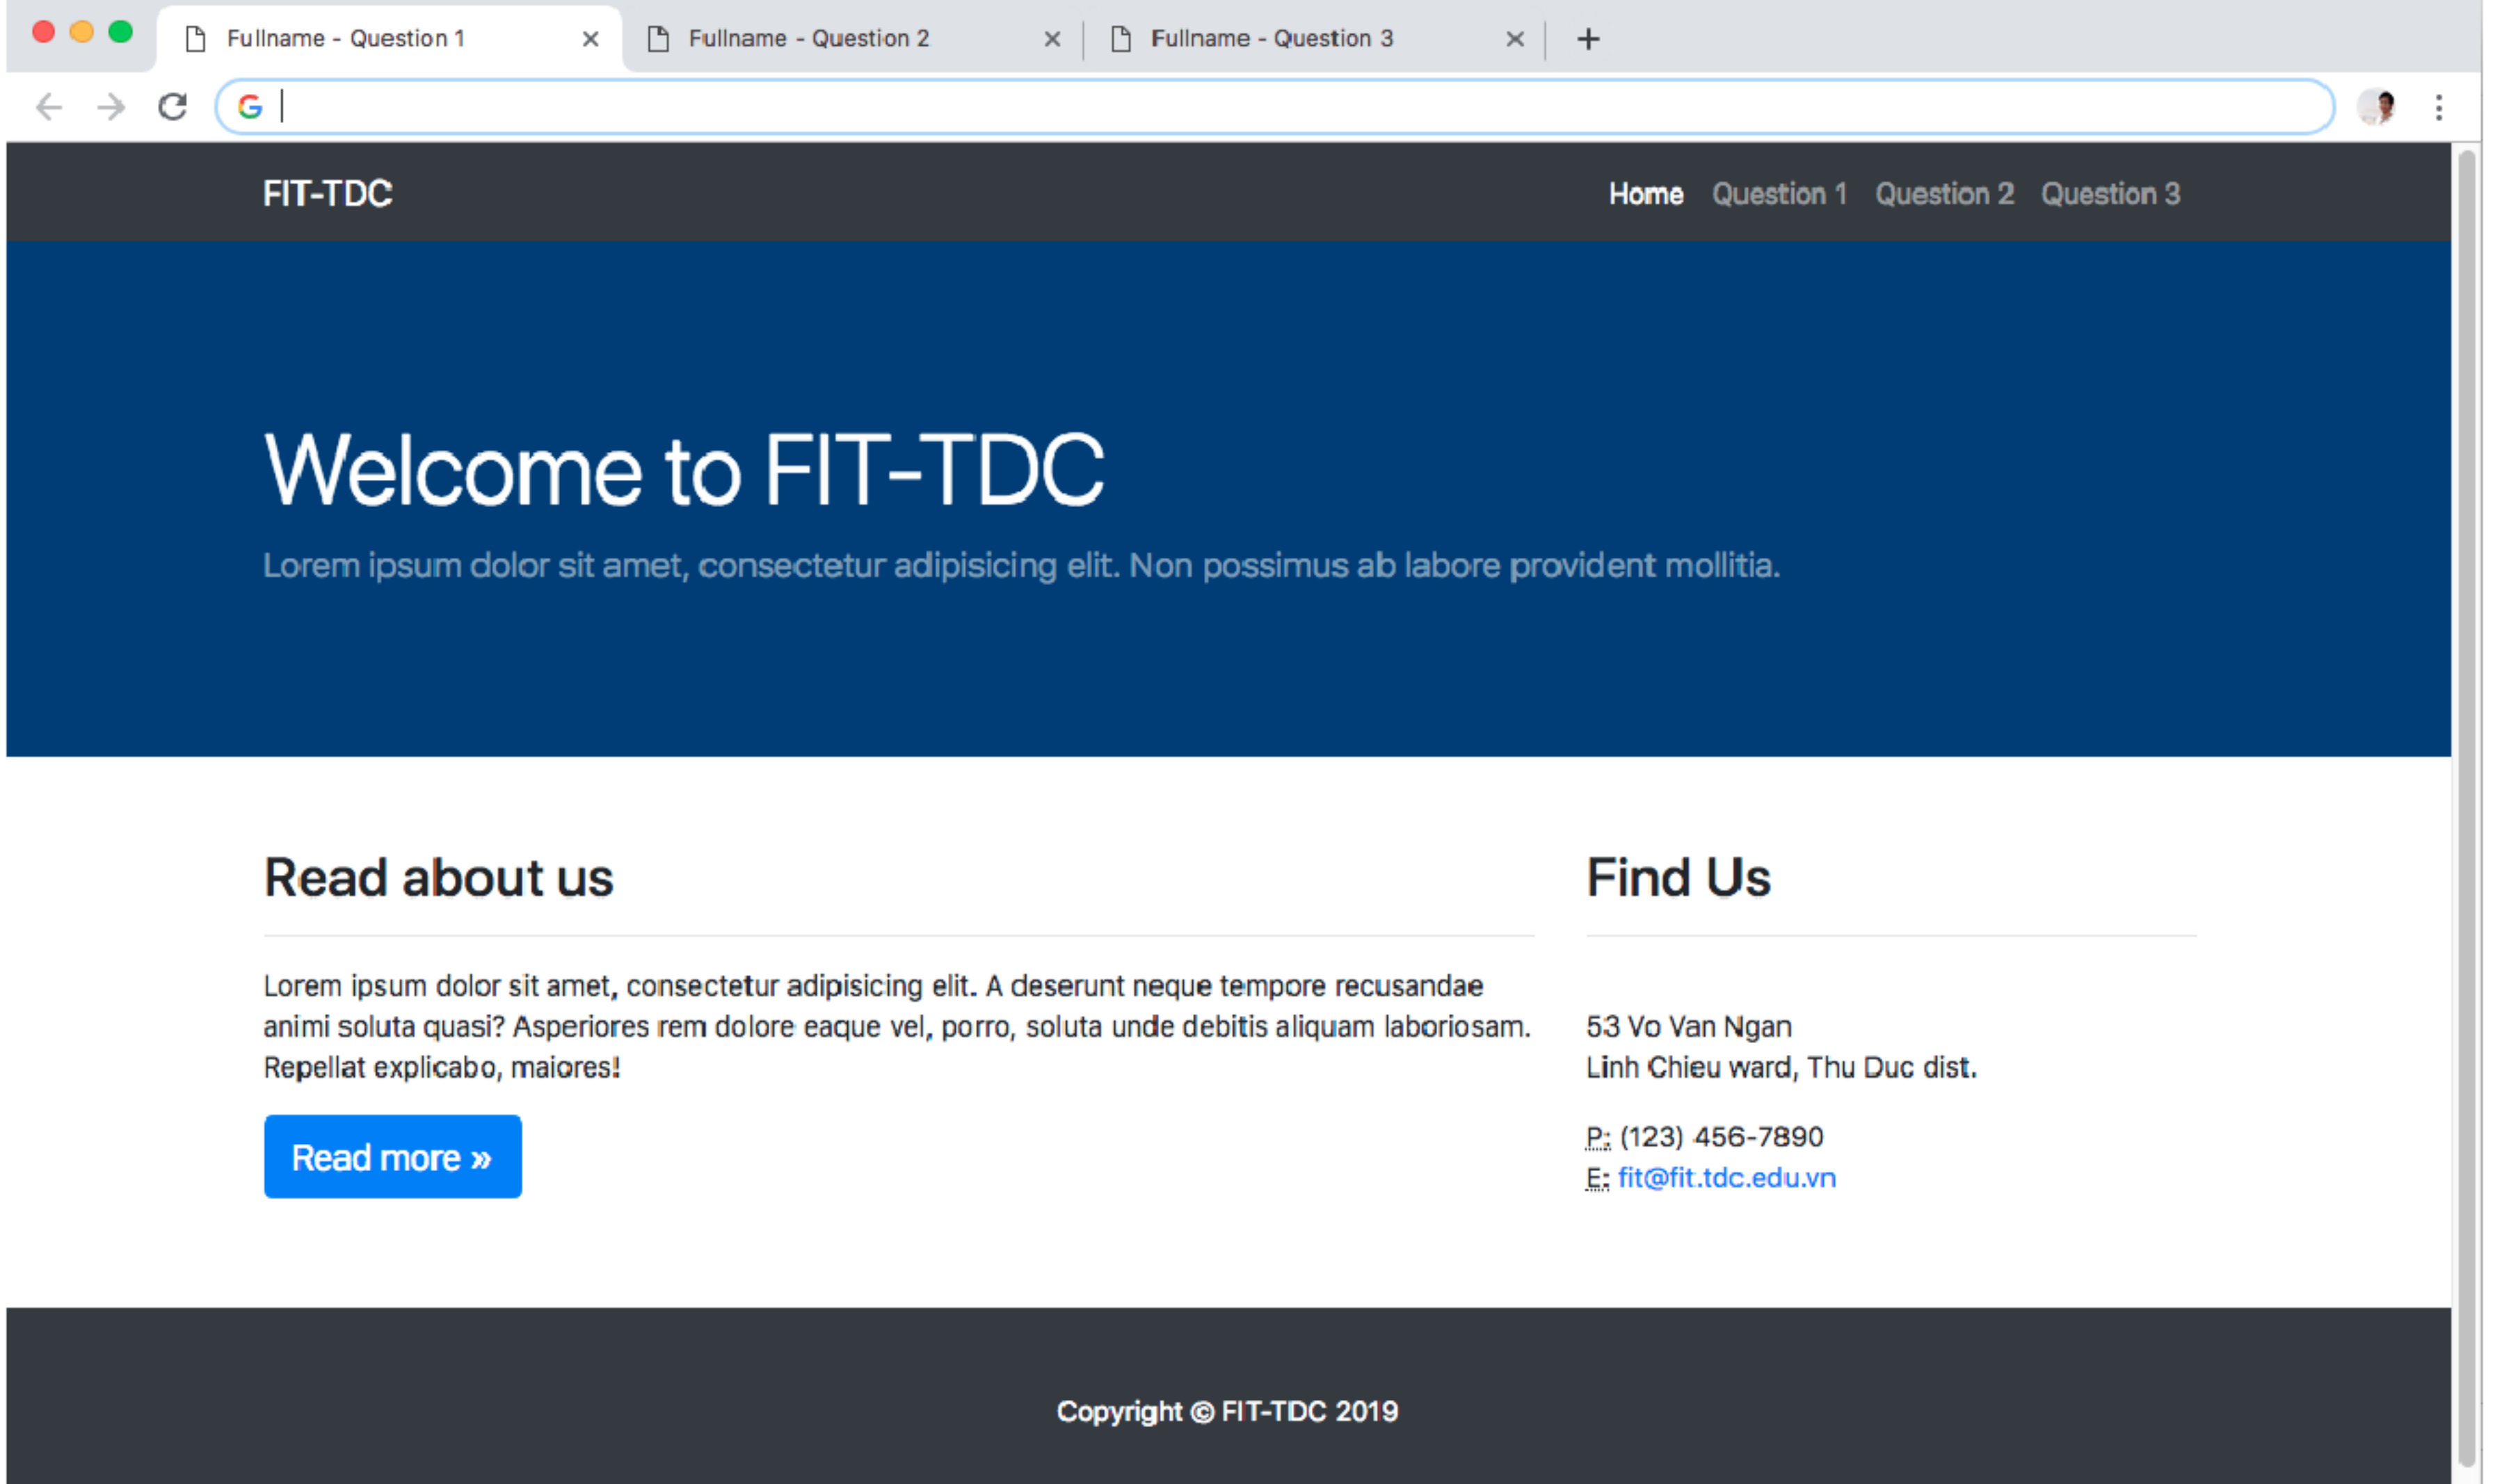 Fullname - Question 1
Fullname - Question 2
Fullname - Question 3
FIT-TDC
Home Question 1 Question 2 Question 3
Welcome to FIT-TDC
Lorem ipsum dolor sit amet, consectetur adipisicing elit. Non possimus ab labore provident mollitia.
Read about us
Lorem ipsum dolor sit amet, consectetur adipisicing elit. A deserunt neque tempore recusandae
animi soluta quasi? Asperiores rem dolore eaque vel, porro, soluta unde debitis aliquam laboriosam.
Repellat explicabo, maiores!
Read more »
Find Us
53 Vo Van Ngan
Linh Chieu ward, Thu Duc dist.
P: (123) 456-7890
E: fit@fit.tdc.edu.vn
Copyright © FIT-TDC 2019